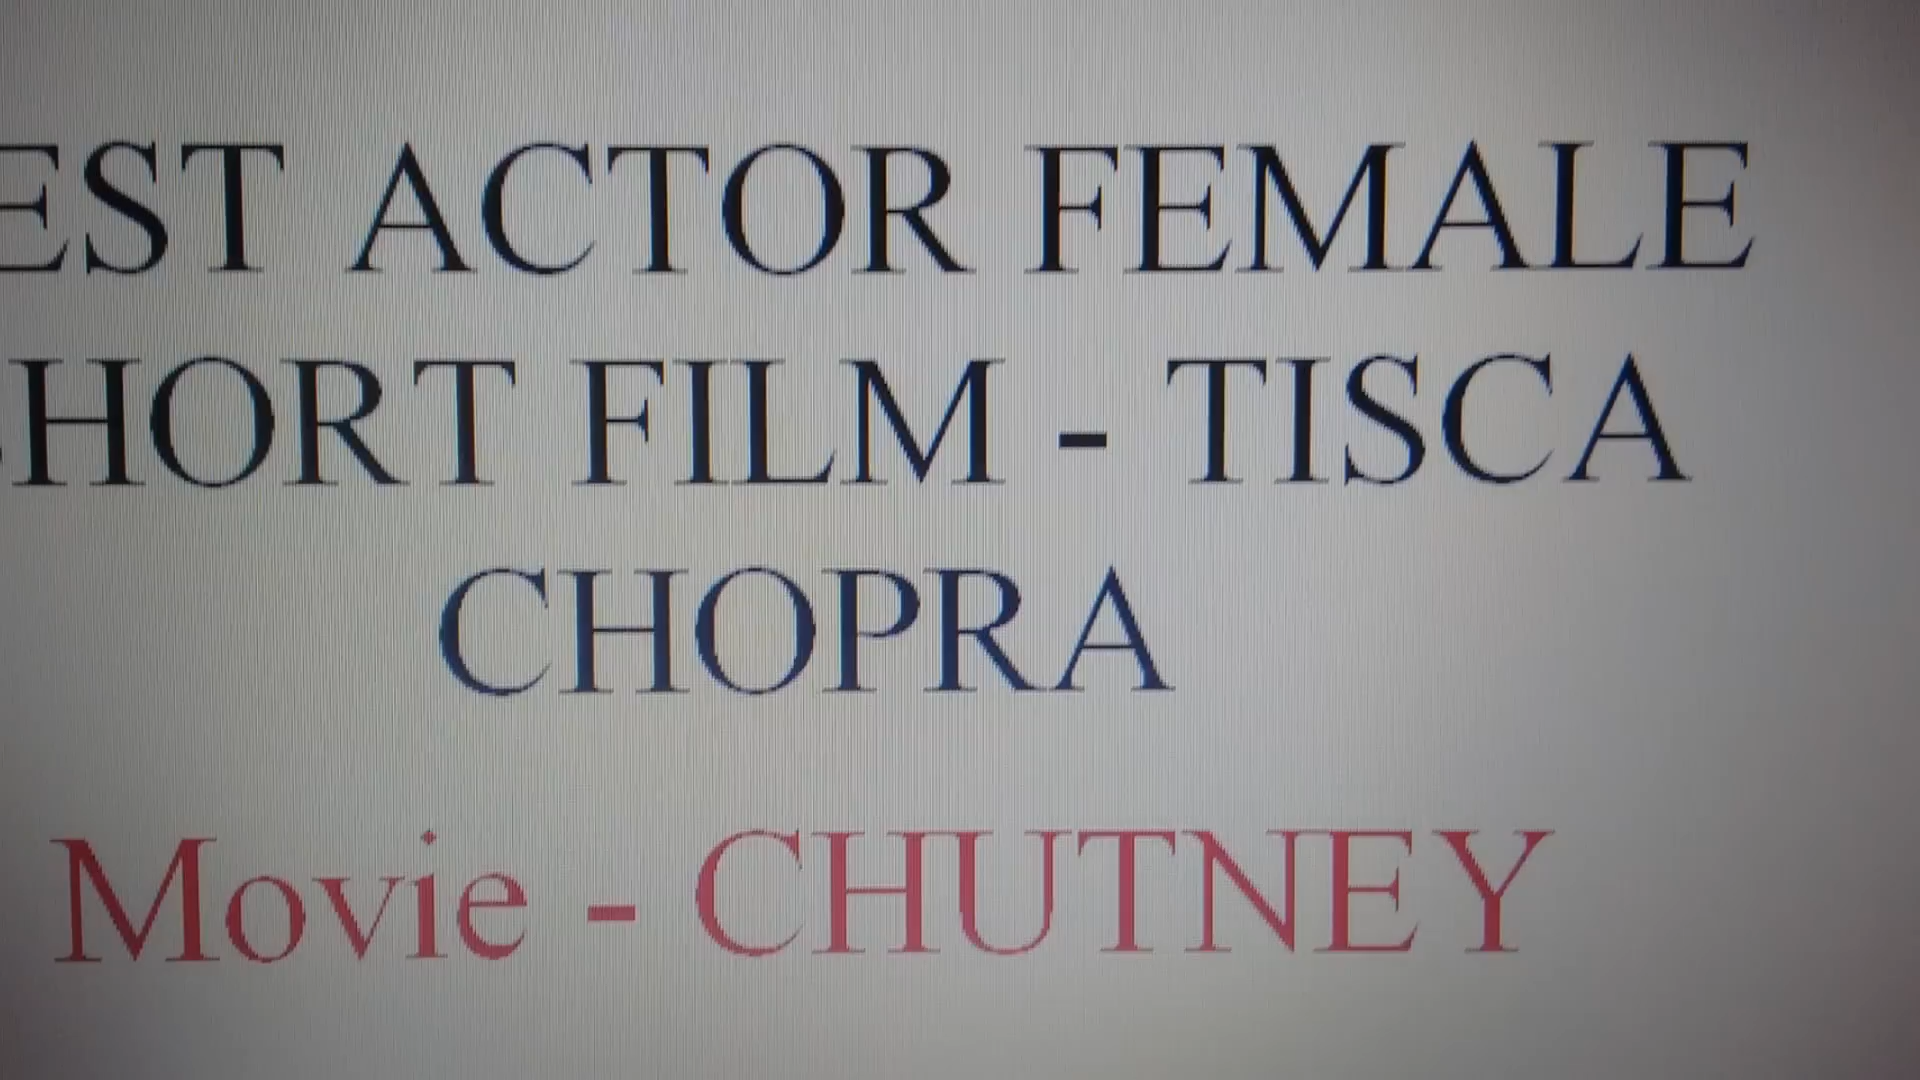 EST ACTOR FEMALE
HORT FILM - TISCA
CHOPRA
Movie - CHUTNEY